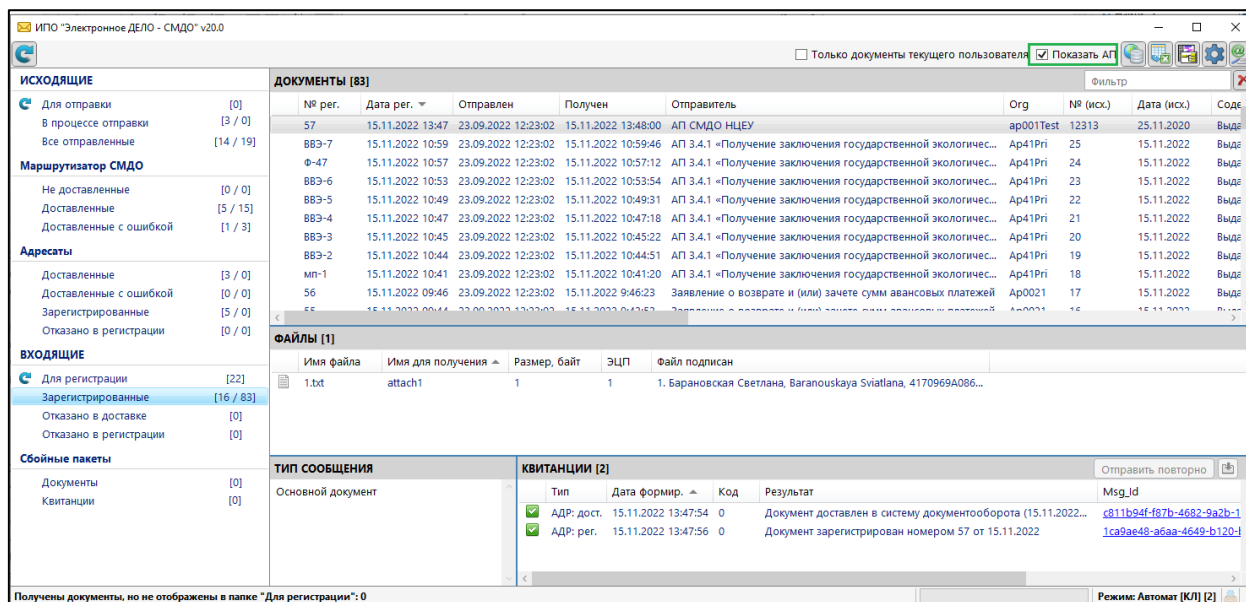 ИПО "Электронное ДЕЛО - СМДО" v20.0
Только документы текущего пользователя Показать АП
ИСХОДЯЩИЕ
Для отправки [0]
В процессе отправки [3 / 0]
Все отправленные [14 / 19]
Маршрутизатор СМДО
Не доставленные [0 / 0]
Доставленные [5 / 15]
Доставленные с ошибкой [1 / 3]
Адресаты
Доставленные [3 / 0]
Доставленные с ошибкой [0 / 0]
Зарегистрированные [5 / 0]
Отказано в регистрации [0 / 0]
ВХОДЯЩИЕ
Для регистрации [22]
Зарегистрированные [16 / 83]
Отказано в доставке [0]
Отказано в регистрации [0]
Сбойные пакеты
Документы [0]
Квитанции [0]
ДОКУМЕНТЫ [83] Фильтр
№ рег. Дата рег. Отправлен Получен Отправитель Org № (исх.) Дата (исх.) Соде
57 15.11.2022 13:47 23.09.2022 12:23:02 15.11.2022 13:48:00 АП СМДО НЦЕУ ap001Test 12313 25.11.2020 Выда
ВВЭ-7 15.11.2022 10:59 23.09.2022 12:23:02 15.11.2022 10:59:46 АП 3.4.1 «Получение заключения государственной экологичес... Ap41Pri 25 15.11.2022 Выда
Ф-47 15.11.2022 10:57 23.09.2022 12:23:02 15.11.2022 10:57:12 АП 3.4.1 «Получение заключения государственной экологичес... Ap41Pri 24 15.11.2022 Выда
ВВЭ-6 15.11.2022 10:53 23.09.2022 12:23:02 15.11.2022 10:53:54 АП 3.4.1 «Получение заключения государственной экологичес... Ap41Pri 23 15.11.2022 Выда
ВВЭ-5 15.11.2022 10:49 23.09.2022 12:23:02 15.11.2022 10:49:31 АП 3.4.1 «Получение заключения государственной экологичес... Ap41Pri 22 15.11.2022 Выда
ВВЭ-4 15.11.2022 10:47 23.09.2022 12:23:02 15.11.2022 10:47:18 АП 3.4.1 «Получение заключения государственной экологичес... Ap41Pri 21 15.11.2022 Выда
ВВЭ-3 15.11.2022 10:45 23.09.2022 12:23:02 15.11.2022 10:45:22 АП 3.4.1 «Получение заключения государственной экологичес... Ap41Pri 20 15.11.2022 Выда
ВВЭ-2 15.11.2022 10:44 23.09.2022 12:23:02 15.11.2022 10:44:51 АП 3.4.1 «Получение заключения государственной экологичес... Ap41Pri 19 15.11.2022 Выда
мп-1 15.11.2022 10:41 23.09.2022 12:23:02 15.11.2022 10:41:20 АП 3.4.1 «Получение заключения государственной экологичес... Ap41Pri 18 15.11.2022 Выда
56 15.11.2022 09:46 23.09.2022 12:23:02 15.11.2022 9:46:23 Заявление о возврате и (или) зачете сумм авансовых платежей Ap0021 17 15.11.2022 Выда
ФАЙЛЫ [1]
Имя файла Имя для получения Размер, байт ЭЦП Файл подписан
1.txt attach1 1 1 1. Барановская Светлана, Baranouskaya Sviatlana, 4170969A086...
ТИП СООБЩЕНИЯ
Основной документ
КВИТАНЦИИ [2] Отправить повторно
Тип Дата формир. Код Результат Msg_Id
АДР: дост. 15.11.2022 13:47:54 0 Документ доставлен в систему документооборота (15.11.2022... c811b94f-f87b-4682-9a2b-1
АДР: рег. 15.11.2022 13:47:56 0 Документ зарегистрирован номером 57 от 15.11.2022 1ca9ae48-a6aa-4649-b120-
Получены документы, но не отображены в папке "Для регистрации": 0 Режим: Автомат [КЛ] [2]